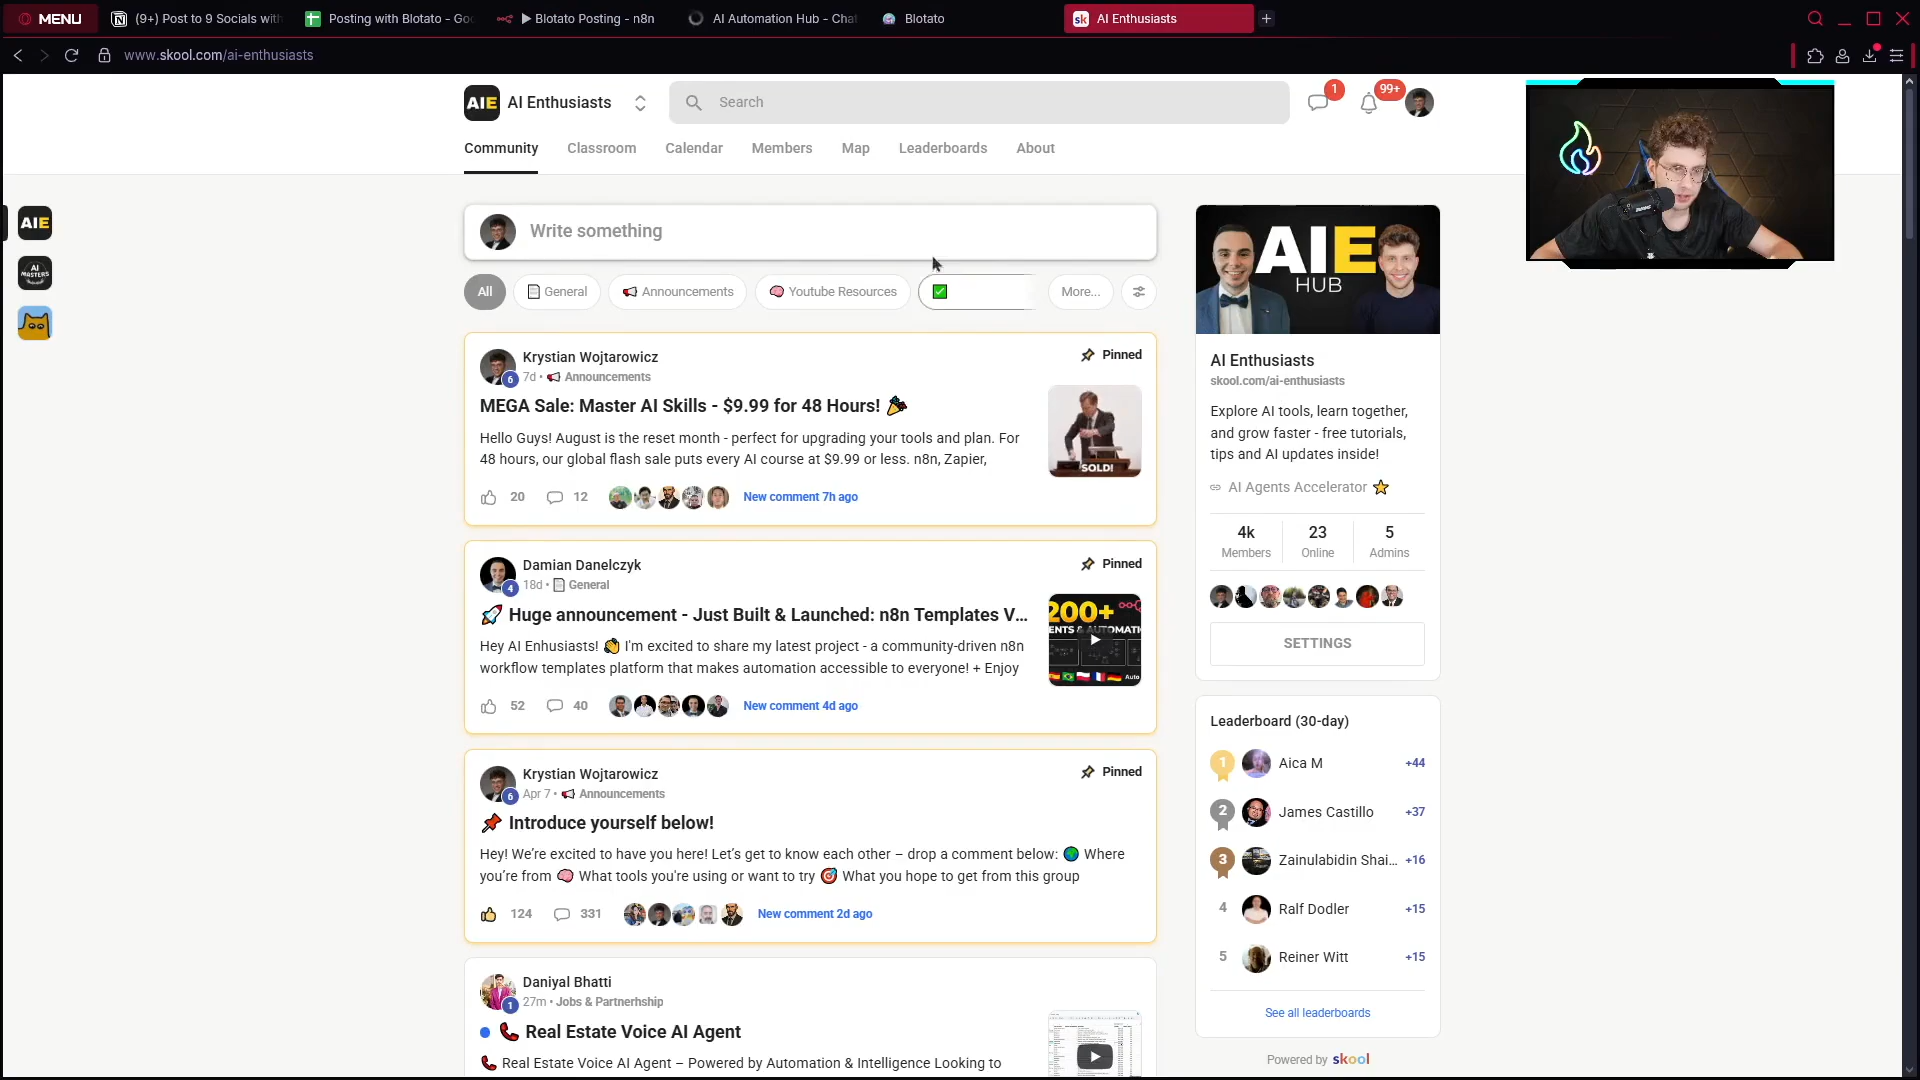 MENU
(9+) Post to 9 Socials with
Posting with Blotato - Goo
▶ Blotato Posting - n8n
AI Automation Hub - Chat
Blotato
sk
AI Enthusiasts
www.skool.com/ai-enthusiasts
AIE
AI Enthusiasts
Search
1
99+
Community
Classroom
Calendar
Members
Map
Leaderboards
About
AIE
AI
MASTERS
Write something
All
General
Announcements
Youtube Resources
More...
Krystian Wojtarowicz
6
7d • Announcements
Pinned
MEGA Sale: Master AI Skills - $9.99 for 48 Hours!
Hello Guys! August is the reset month - perfect for upgrading your tools and plan. For
48 hours, our global flash sale puts every AI course at $9.99 or less. n8n, Zapier,
SOLD!
20
12
New comment 7h ago
Damian Danelczyk
4
18d • General
Pinned
Huge announcement - Just Built & Launched: n8n Templates V...
Hey AI Enhusiasts! I'm excited to share my latest project - a community-driven n8n
workflow templates platform that makes automation accessible to everyone! + Enjoy
200+
ENTS & AUTOMATI
Auto
52
40
New comment 4d ago
Krystian Wojtarowicz
6
Apr 7 • Announcements
Pinned
Introduce yourself below!
Hey! We're excited to have you here! Let's get to know each other – drop a comment below: Where
you're from What tools you're using or want to try What you hope to get from this group
124
331
New comment 2d ago
Daniyal Bhatti
1
27m • Jobs & Partnerhship
Real Estate Voice AI Agent
Real Estate Voice AI Agent – Powered by Automation & Intelligence Looking to
AIE
HUB
AI Enthusiasts
skool.com/ai-enthusiasts
Explore AI tools, learn together,
and grow faster - free tutorials,
tips and AI updates inside!
AI Agents Accelerator
4k
Members
23
Online
5
Admins
SETTINGS
Leaderboard (30-day)
1
Aica M
+44
2
James Castillo
+37
3
Zainulabidin Shai...
+16
4
Ralf Dodler
+15
5
Reiner Witt
+15
See all leaderboards
Powered by skool